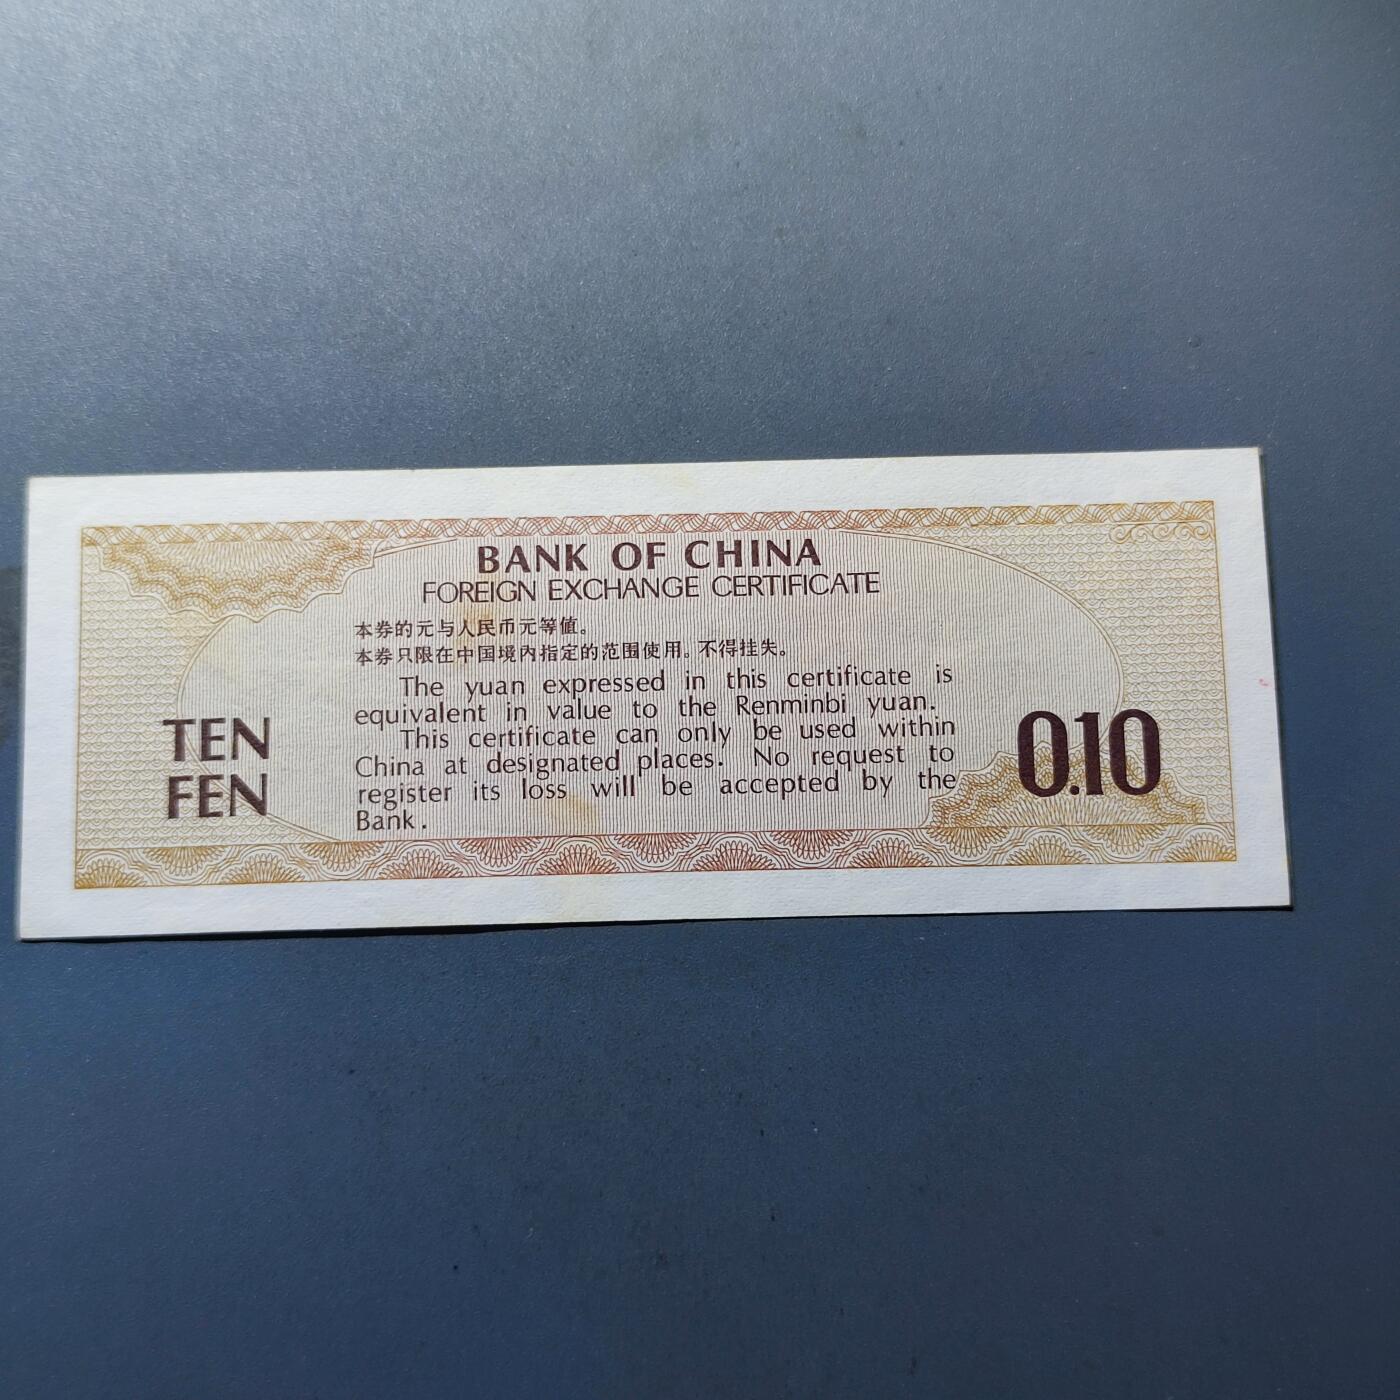 BANK OF CHINA
FOREIGN EXCHANGE CERTIFICATE
本券的元与人民币元等値。
本券只限在中国境内指定的范围使用。不得挂失。
The yuan expressed in this certificate is
equivalent in value to the Renminbi yuan.
This certificate can only be used within
China at designated places. No request to
register its loss will be accepted by the
Bank.
TEN
FEN
0.10